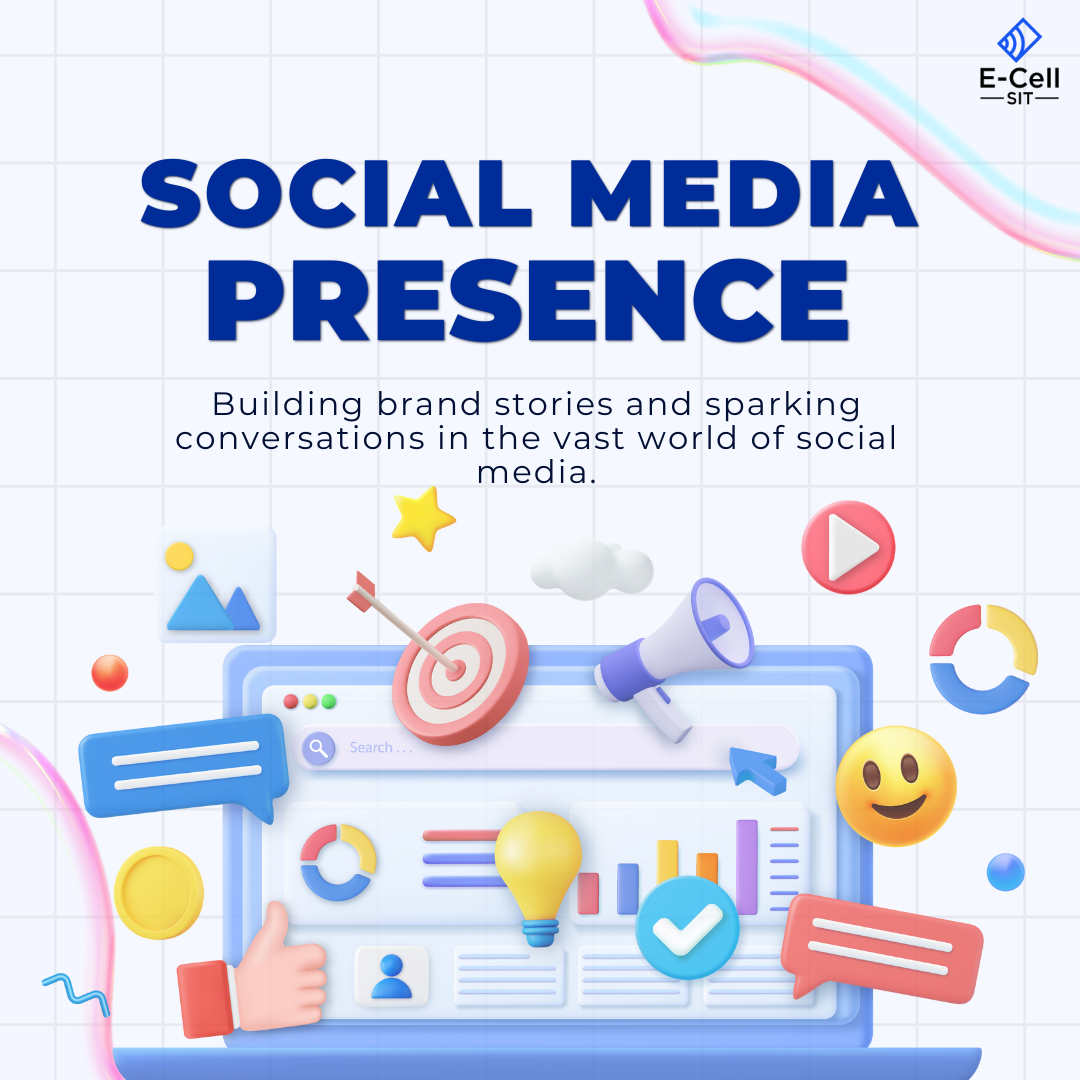 E-Cell
SIT
SOCIAL MEDIA
PRESENCE
Building brand stories and sparking
conversations in the vast world of social
media.
Search ...